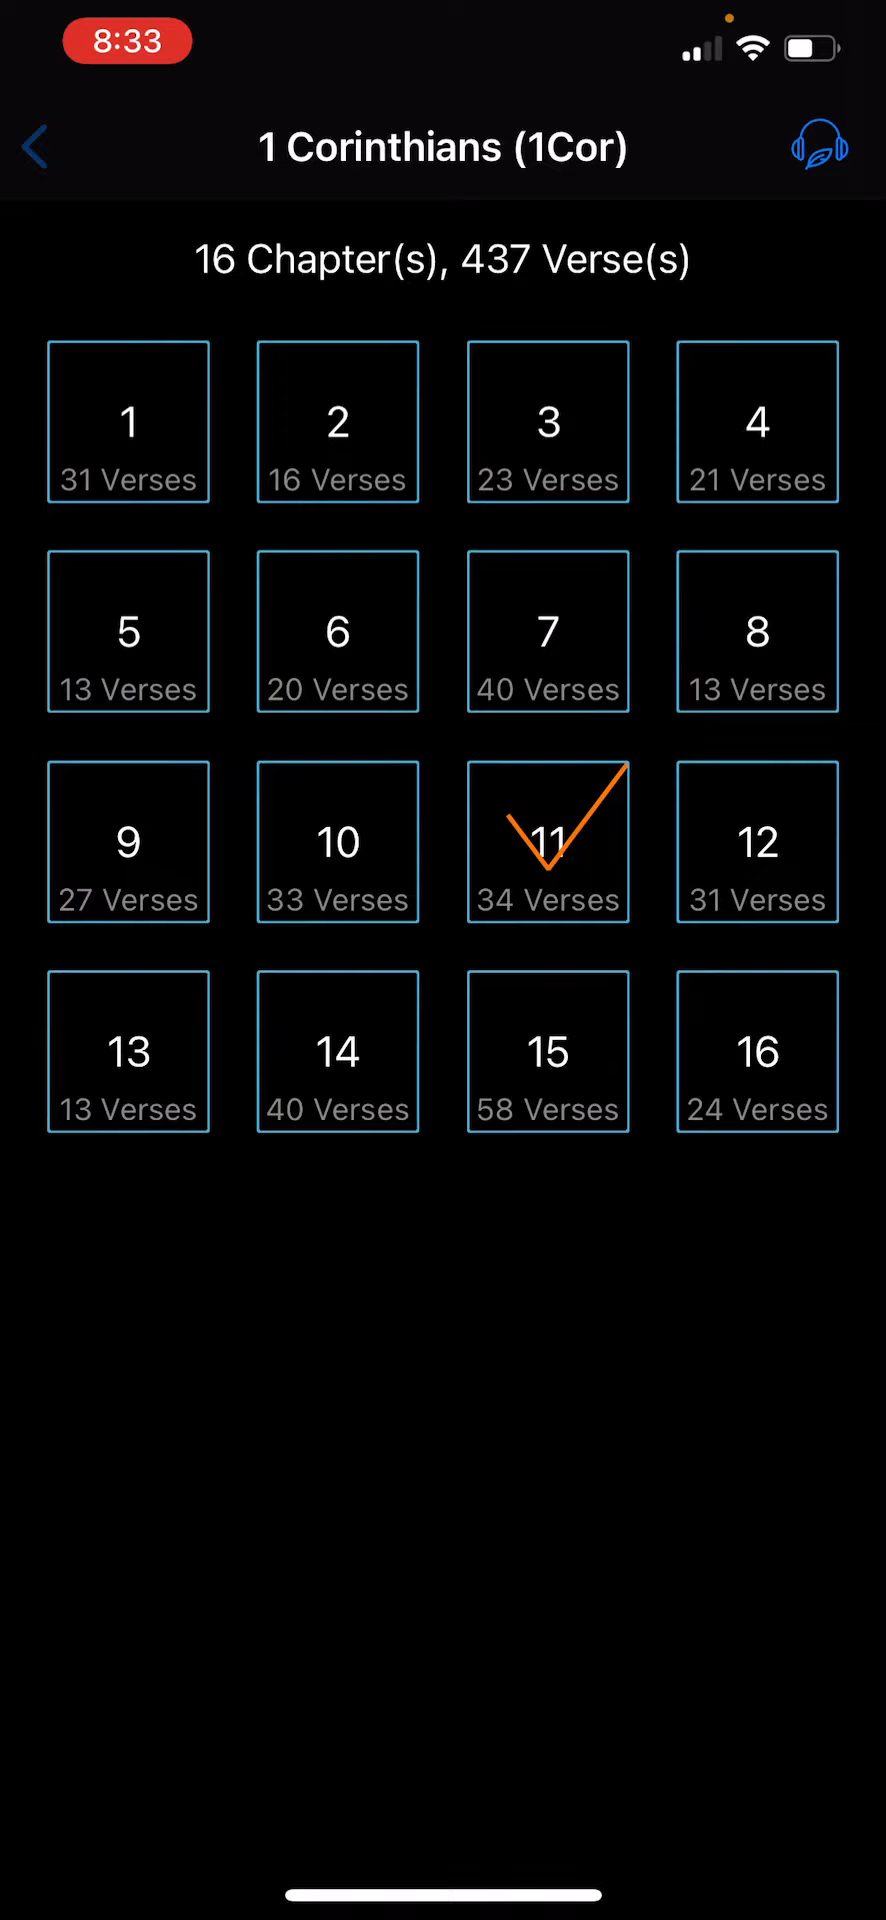 8:33
1 Corinthians (1Cor)
16 Chapter(s), 437 Verse(s)
1 2 3 4
31 Verses 16 Verses 23 Verses 21 Verses
5 6 7 8
13 Verses 20 Verses 40 Verses 13 Verses
9 10 11 12
27 Verses 33 Verses 34 Verses 31 Verses
13 14 15 16
13 Verses 40 Verses 58 Verses 24 Verses